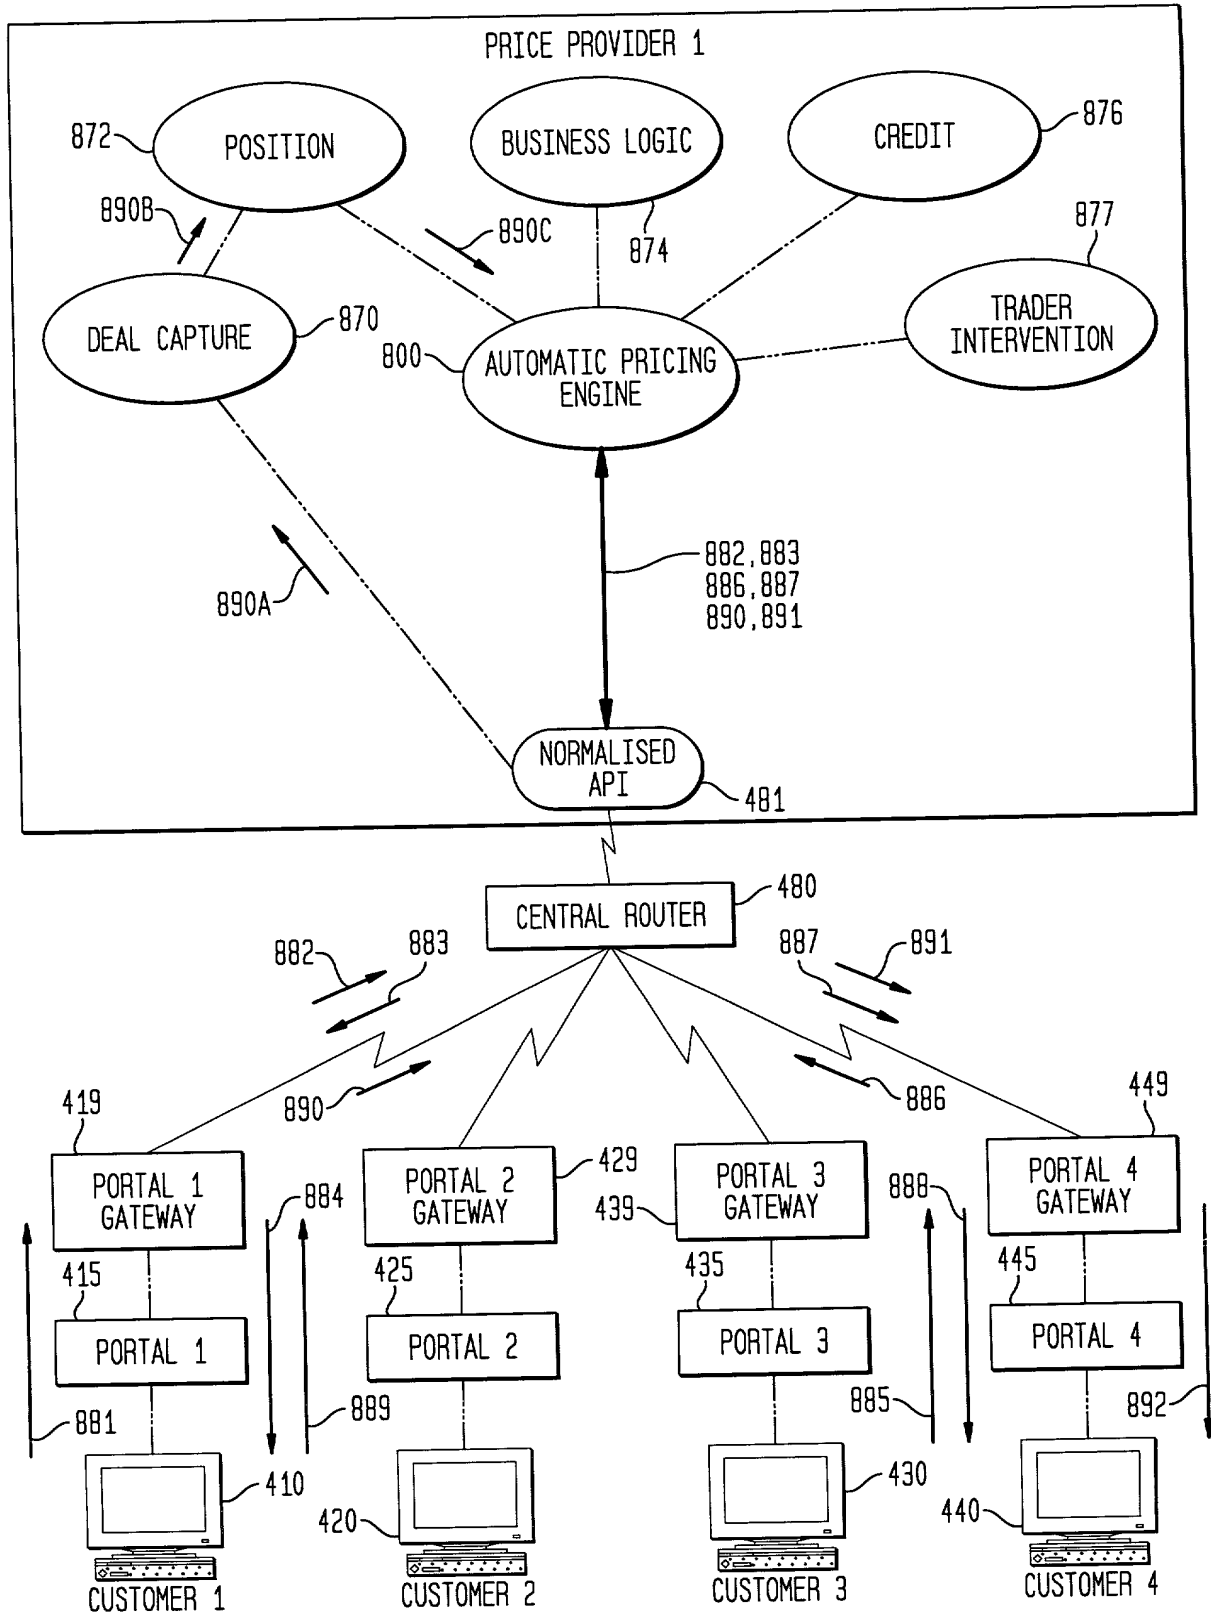 PRICE PROVIDER 1
872
POSITION
BUSINESS LOGIC
CREDIT
876
890B
890C
874
877
DEAL CAPTURE
870
800
AUTOMATIC PRICING
ENGINE
TRADER
INTERVENTION
890A
882,883
886,887
890,891
NORMALISED
API
481
CENTRAL ROUTER
480
882
883
887
891
890
886
419
449
PORTAL 1
GATEWAY
884
PORTAL 2
GATEWAY
429
439
PORTAL 3
GATEWAY
888
PORTAL 4
GATEWAY
415
425
435
445
PORTAL 1
PORTAL 2
PORTAL 3
PORTAL 4
881
889
885
892
410
420
430
440
CUSTOMER 1
CUSTOMER 2
CUSTOMER 3
CUSTOMER 4